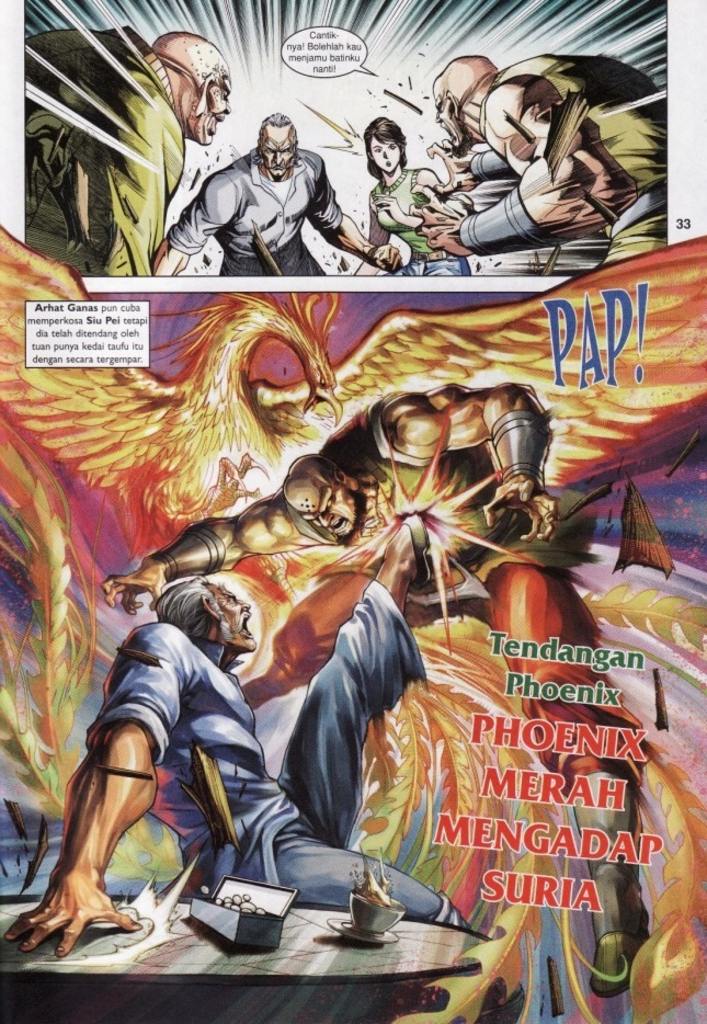 Cantik-
nya! Bolehlah kau
menjamu batinku
nanti!
33
Arhat Ganas pun cuba
memperkosa Siu Pei tetapi
dia telah ditendang oleh
tuan punya kedai taufu itu
dengan secara tergempar.
PAP!
Tendangan
Phoenix
PHOENIX
MERAH
MENGADAP
SURIA